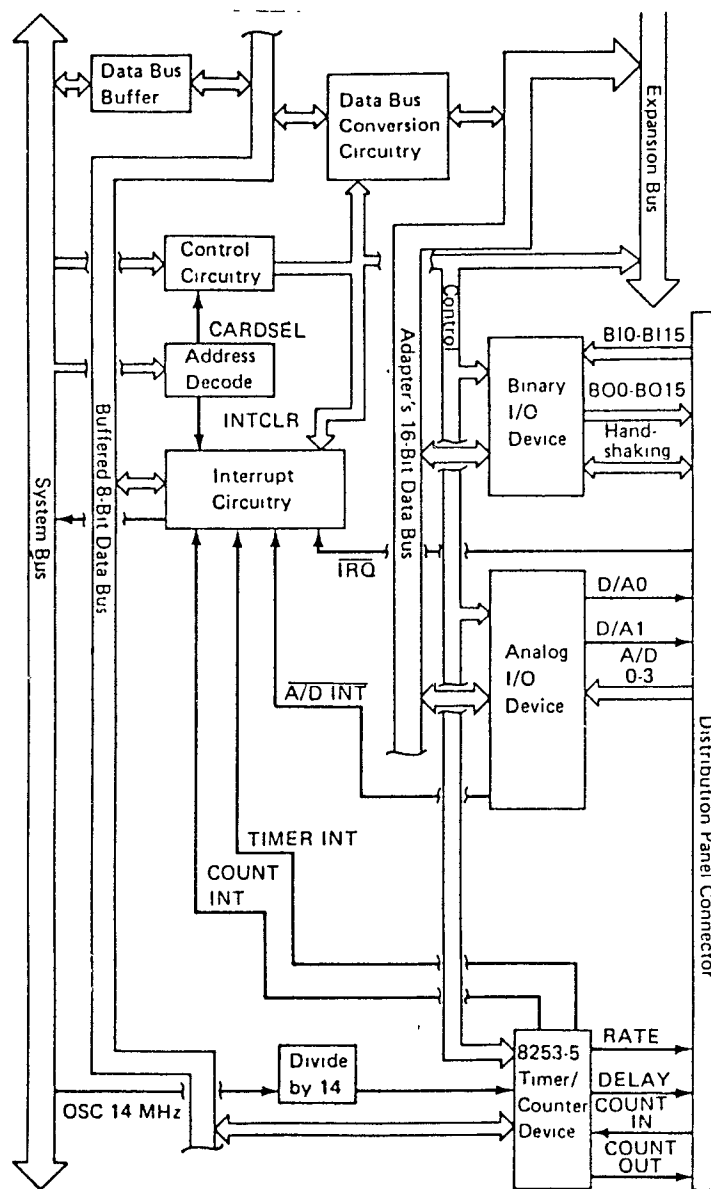 Data Bus
Buffer
Data Bus
Conversion
Circuitry
Expansion Bus
Control
Circuitry
CARDSEL
Address
Decode
INTCLR
Interrupt
Circuitry
System Bus
Buffered 8-Bit Data Bus
Adapter's 16-Bit Data Bus
Control
BI0-BI15
Binary
I/O
Device
BO0-BO15
Hand-
shaking
IRQ
D/A0
D/A1
A/D
0-3
Analog
I/O
Device
A/D INT
TIMER INT
COUNT
INT
Distribution Panel Connector
OSC 14 MHz
Divide
by 14
8253-5
Timer/
Counter
Device
RATE
DELAY
COUNT
IN
COUNT
OUT